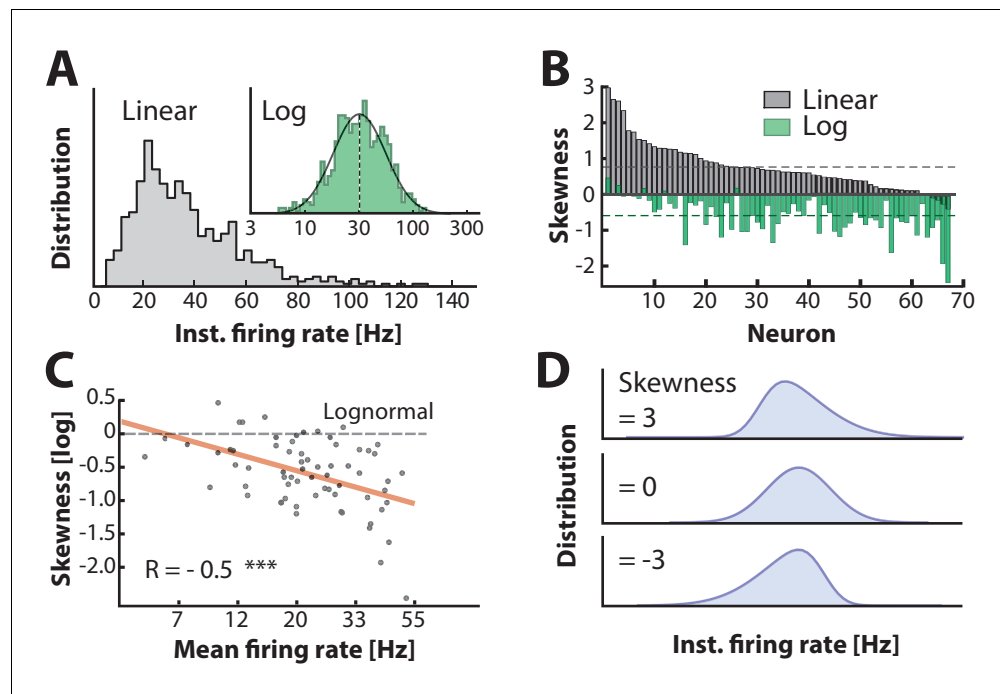 A
Linear
Log
Distribution
3 10 30 100 300
0 20 40 60 80 100 120 140
Inst. firing rate [Hz]
B
Linear
Log
Skewness
3
2
1
0
-1
-2
10 20 30 40 50 60 70
Neuron
C
Lognormal
Skewness [log]
0.5
0
-0.5
-1.0
-1.5
-2.0
R = - 0.5 ***
7 12 20 33 55
Mean firing rate [Hz]
D
Skewness
= 3
= 0
= -3
Distribution
Inst. firing rate [Hz]